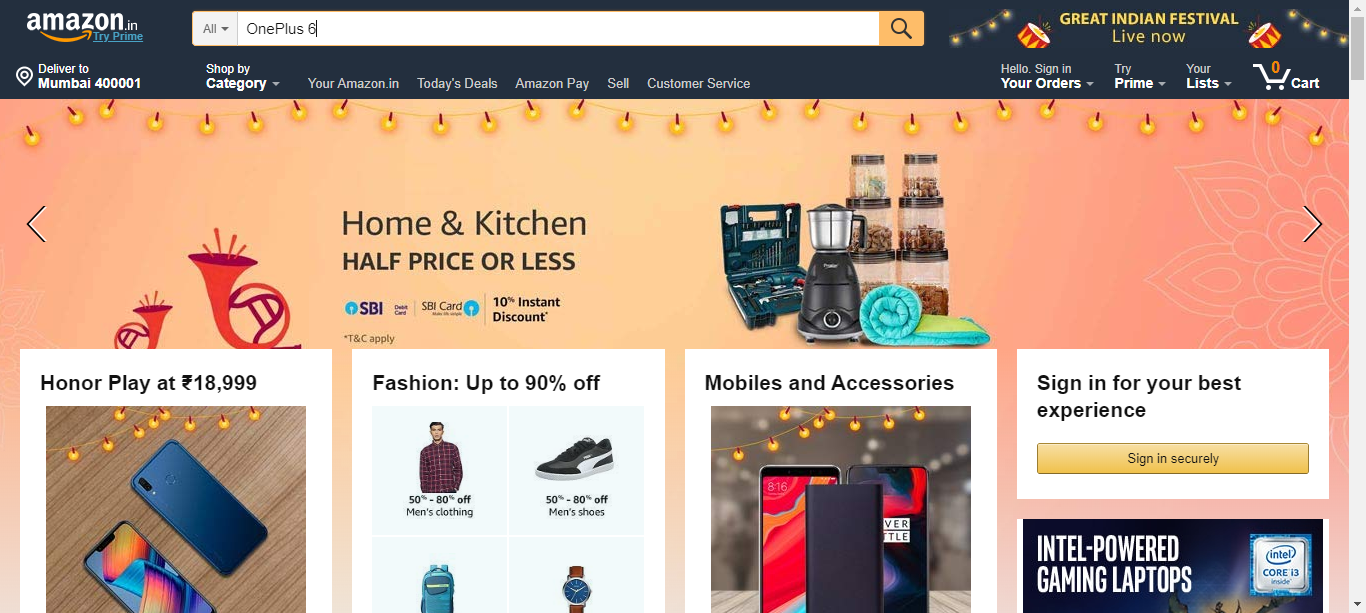 amazon.in
Try Prime
All
OnePlus 6
GREAT INDIAN FESTIVAL
Live now
Deliver to
Mumbai 400001
Shop by
Category
Your Amazon.in
Today's Deals
Amazon Pay
Sell
Customer Service
Hello. Sign in
Your Orders
Try
Prime
Your
Lists
0
Cart
Home & Kitchen
HALF PRICE OR LESS
SBI
Debit
Card
SBI Card
Make life simple
10% Instant
Discount*
*T&C apply
Honor Play at ₹18,999
Fashion: Up to 90% off
50% - 80% off
Men's clothing
50% - 80% off
Men's shoes
Mobiles and Accessories
8:16
Sign in for your best
experience
Sign in securely
INTEL-POWERED
GAMING LAPTOPS
intel
CORE i3
inside